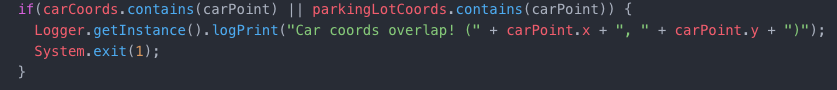 if(carCoords.contains(carPoint) || parkingLotCoords.contains(carPoint)) {
Logger.getInstance().logPrint("Car coords overlap! (" + carPoint.x + ", " + carPoint.y + ")");
System.exit(1);
}